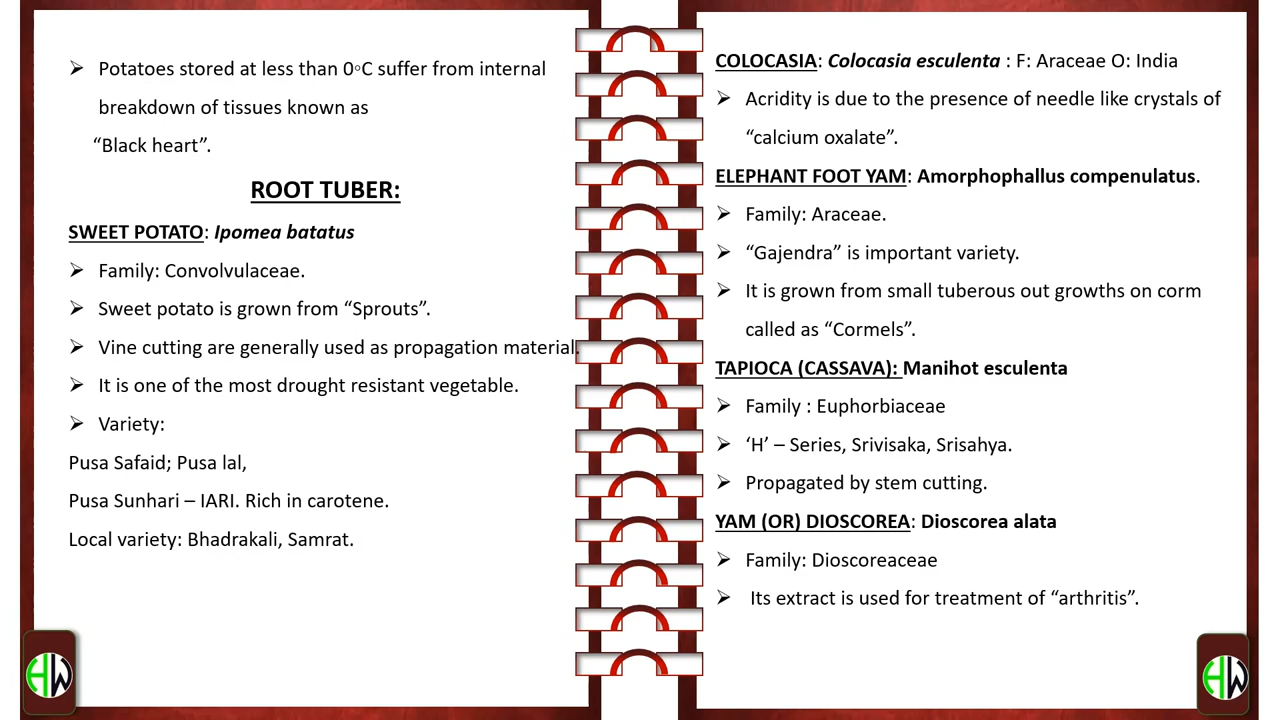 ➢ Potatoes stored at less than 0◦C suffer from internal
breakdown of tissues known as
“Black heart”.
ROOT TUBER:
SWEET POTATO: Ipomea batatus
➢ Family: Convolvulaceae.
➢ Sweet potato is grown from “Sprouts”.
➢ Vine cutting are generally used as propagation material.
➢ It is one of the most drought resistant vegetable.
➢ Variety:
Pusa Safaid; Pusa lal,
Pusa Sunhari – IARI. Rich in carotene.
Local variety: Bhadrakali, Samrat.
HW
COLOCASIA: Colocasia esculenta : F: Araceae O: India
➢ Acridity is due to the presence of needle like crystals of
“calcium oxalate”.
ELEPHANT FOOT YAM: Amorphophallus compenulatus.
➢ Family: Araceae.
➢ “Gajendra” is important variety.
➢ It is grown from small tuberous out growths on corm
called as “Cormels”.
TAPIOCA (CASSAVA): Manihot esculenta
➢ Family : Euphorbiaceae
➢ ‘H’ – Series, Srivisaka, Srisahya.
➢ Propagated by stem cutting.
YAM (OR) DIOSCOREA: Dioscorea alata
➢ Family: Dioscoreaceae
➢ Its extract is used for treatment of “arthritis”.
HW